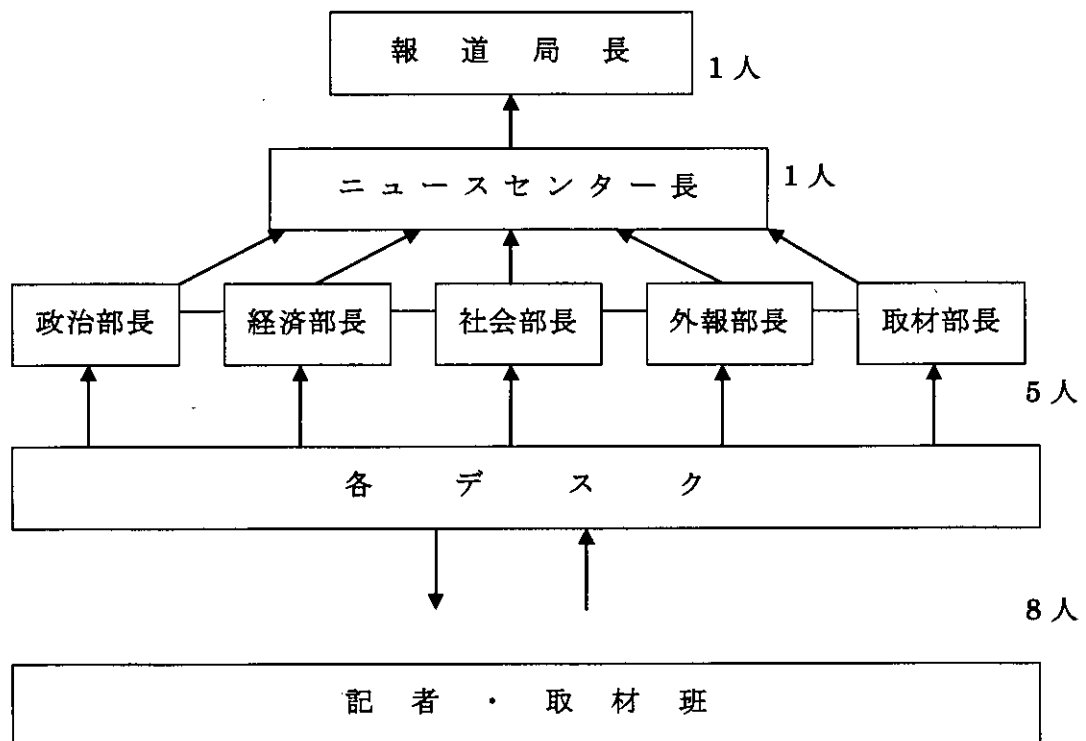 報道局長
1人
ニュースセンター長
1人
政治部長 経済部長 社会部長 外報部長 取材部長
5人
各デスク
8人
記者・取材班